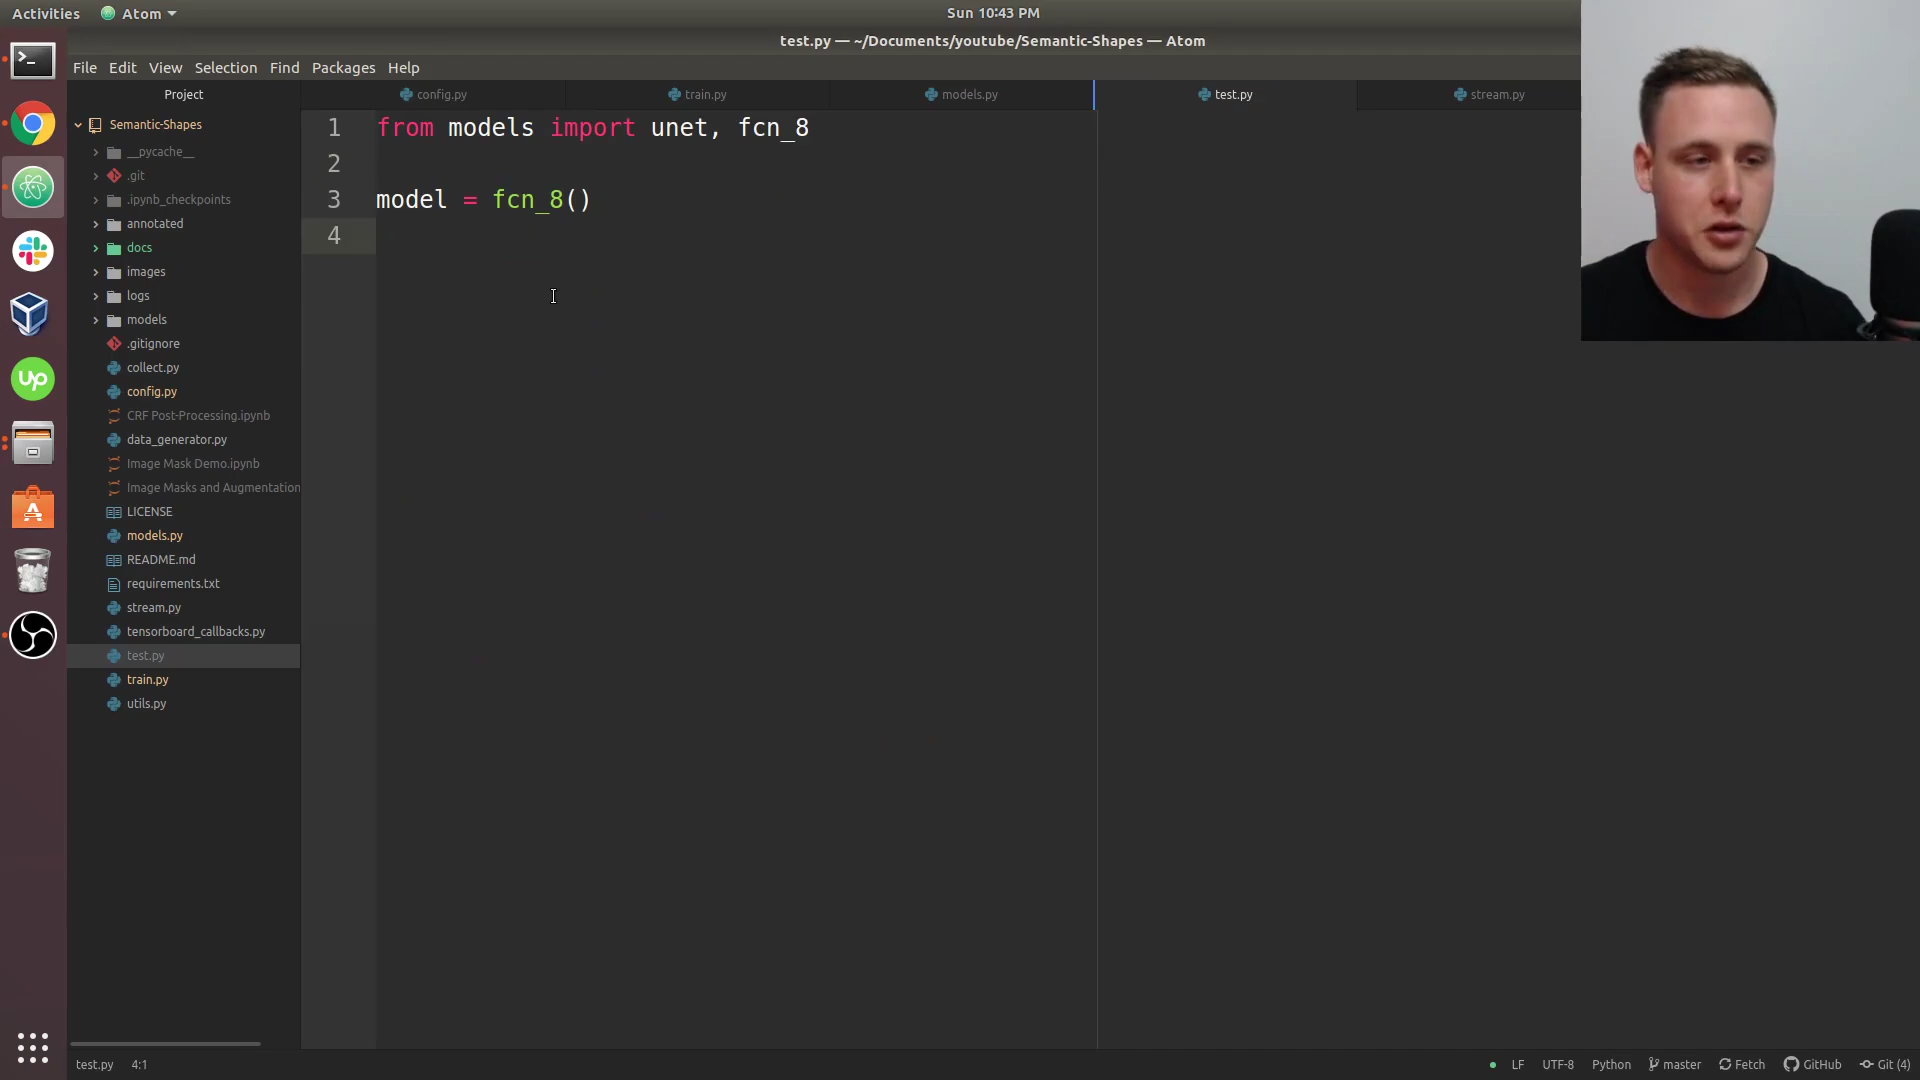 Activities
Atom
Sun 10:43 PM
test.py — ~/Documents/youtube/Semantic-Shapes — Atom
File Edit View Selection Find Packages Help
Project
config.py
train.py
models.py
test.py
stream.py
Semantic-Shapes
__pycache__
.git
.ipynb_checkpoints
annotated
docs
images
logs
models
.gitignore
collect.py
config.py
CRF Post-Processing.ipynb
data_generator.py
Image Mask Demo.ipynb
Image Masks and Augmentation
LICENSE
models.py
README.md
requirements.txt
stream.py
tensorboard_callbacks.py
test.py
train.py
utils.py
1 from models import unet, fcn_8
2
3 model = fcn_8()
4
up
test.py 4:1
LF UTF-8 Python master Fetch GitHub Git (4)